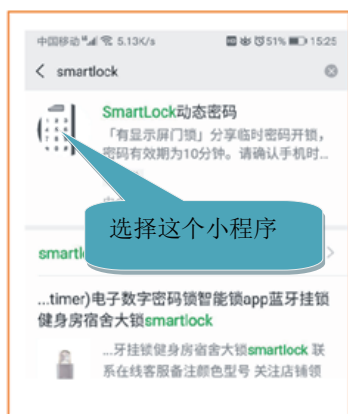 中国移动 5.13K/s 51% 15:25
smartlock
SmartLock动态密码
「有显示屏门锁」分享临时密码开锁，
密码有效期为10分钟。请确认手机时...
选择这个小程序
smartl
...timer)电子数字密码锁智能锁app蓝牙挂锁
健身房宿舍大锁smartlock
...牙挂锁健身房宿舍大锁smartlock 联
系在线客服备注颜色型号 关注店铺领